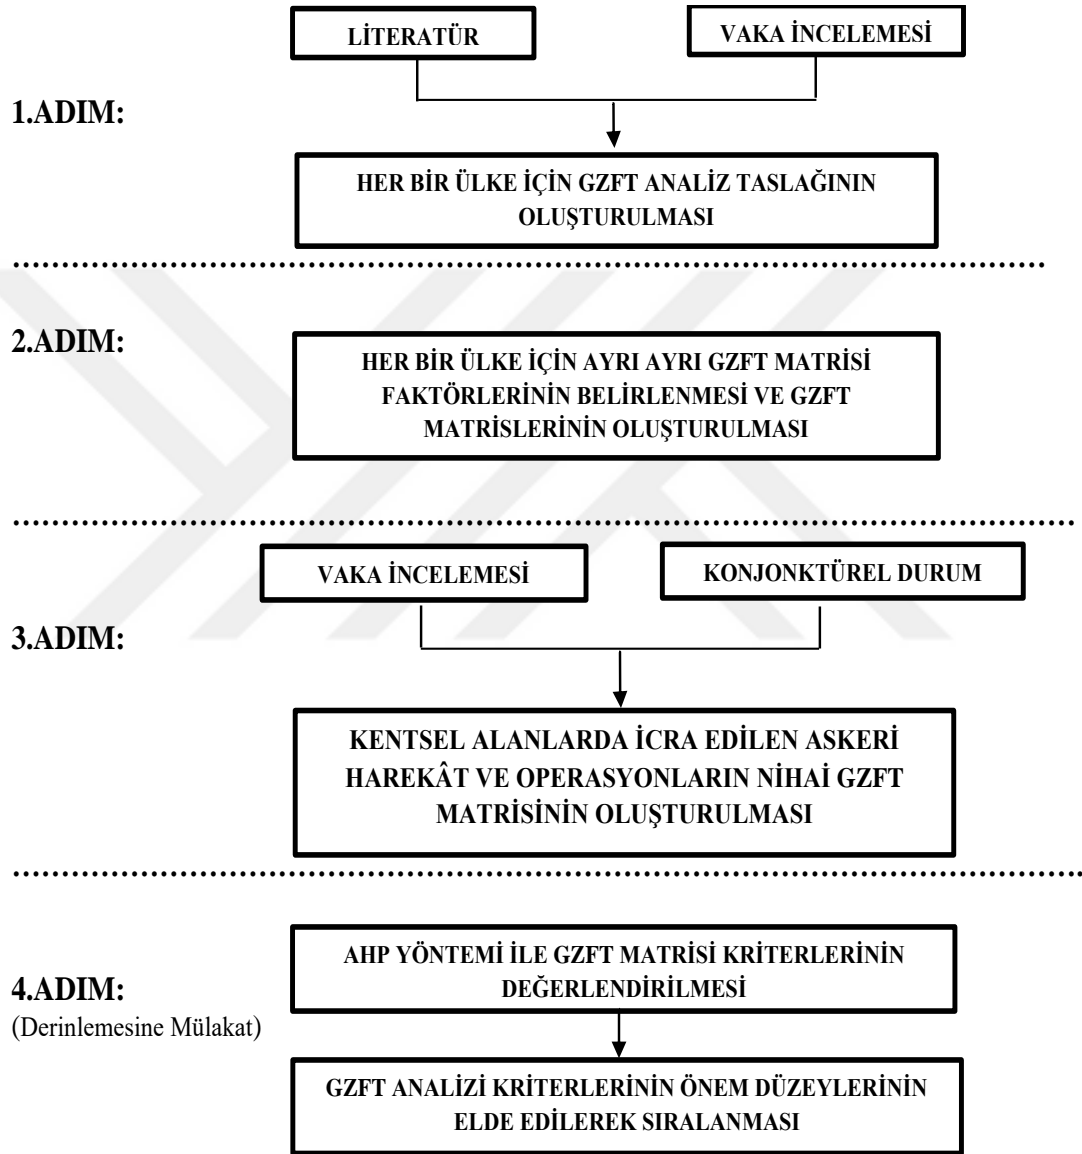 LİTERATÜR
VAKA İNCELEMESİ
1.ADIM:
HER BİR ÜLKE İÇİN GZFT ANALİZ TASLAĞININ
OLUŞTURULMASI
2.ADIM:
HER BİR ÜLKE İÇİN AYRI AYRI GZFT MATRİSİ
FAKTÖRLERİNİN BELİRLENMESİ VE GZFT
MATRİSLERİNİN OLUŞTURULMASI
VAKA İNCELEMESİ
KONJONKTÜREL DURUM
3.ADIM:
KENTSEL ALANLARDA İCRA EDİLEN ASKERİ
HAREKÂT VE OPERASYONLARIN NİHAİ GZFT
MATRİSİNİN OLUŞTURULMASI
4.ADIM:
(Derinlemesine Mülakat)
AHP YÖNTEMİ İLE GZFT MATRİSİ KRİTERLERİNİN
DEĞERLENDİRİLMESİ
GZFT ANALİZİ KRİTERLERİNİN ÖNEM DÜZEYLERİNİN
ELDE EDİLEREK SIRALANMASI